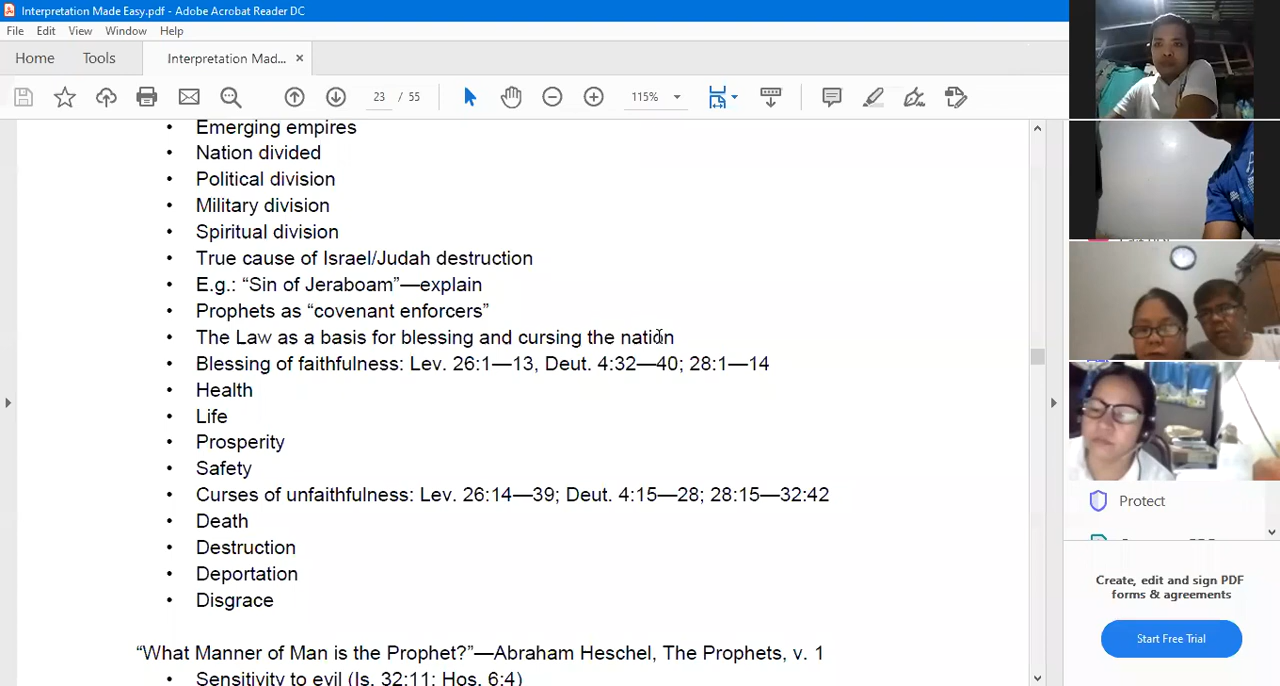 Interpretation Made Easy.pdf - Adobe Acrobat Reader DC
File Edit View Window Help
Home Tools Interpretation Mad... ×
23 / 55 115%
• Emerging empires
• Nation divided
• Political division
• Military division
• Spiritual division
• True cause of Israel/Judah destruction
• E.g.: “Sin of Jeraboam”—explain
• Prophets as “covenant enforcers”
• The Law as a basis for blessing and cursing the nation
• Blessing of faithfulness: Lev. 26:1—13, Deut. 4:32—40; 28:1—14
• Health
• Life
• Prosperity
• Safety
• Curses of unfaithfulness: Lev. 26:14—39; Deut. 4:15—28; 28:15—32:42
• Death
• Destruction
• Deportation
• Disgrace
“What Manner of Man is the Prophet?”—Abraham Heschel, The Prophets, v. 1
• Sensitivity to evil (Is. 32:11; Hos. 6:4)
Protect
Create, edit and sign PDF
forms & agreements
Start Free Trial